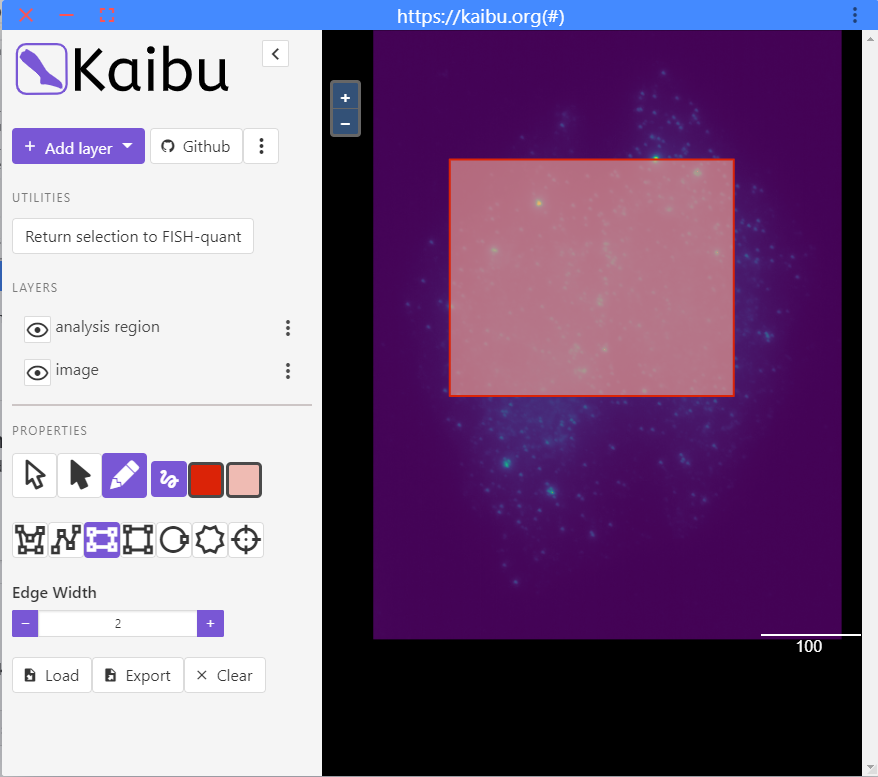 https://kaibu.org(#)
Kaibu
+ Add layer
Github
UTILITIES
Return selection to FISH-quant
LAYERS
analysis region
image
PROPERTIES
Edge Width
− 2 +
Load
Export
Clear
+
−
100